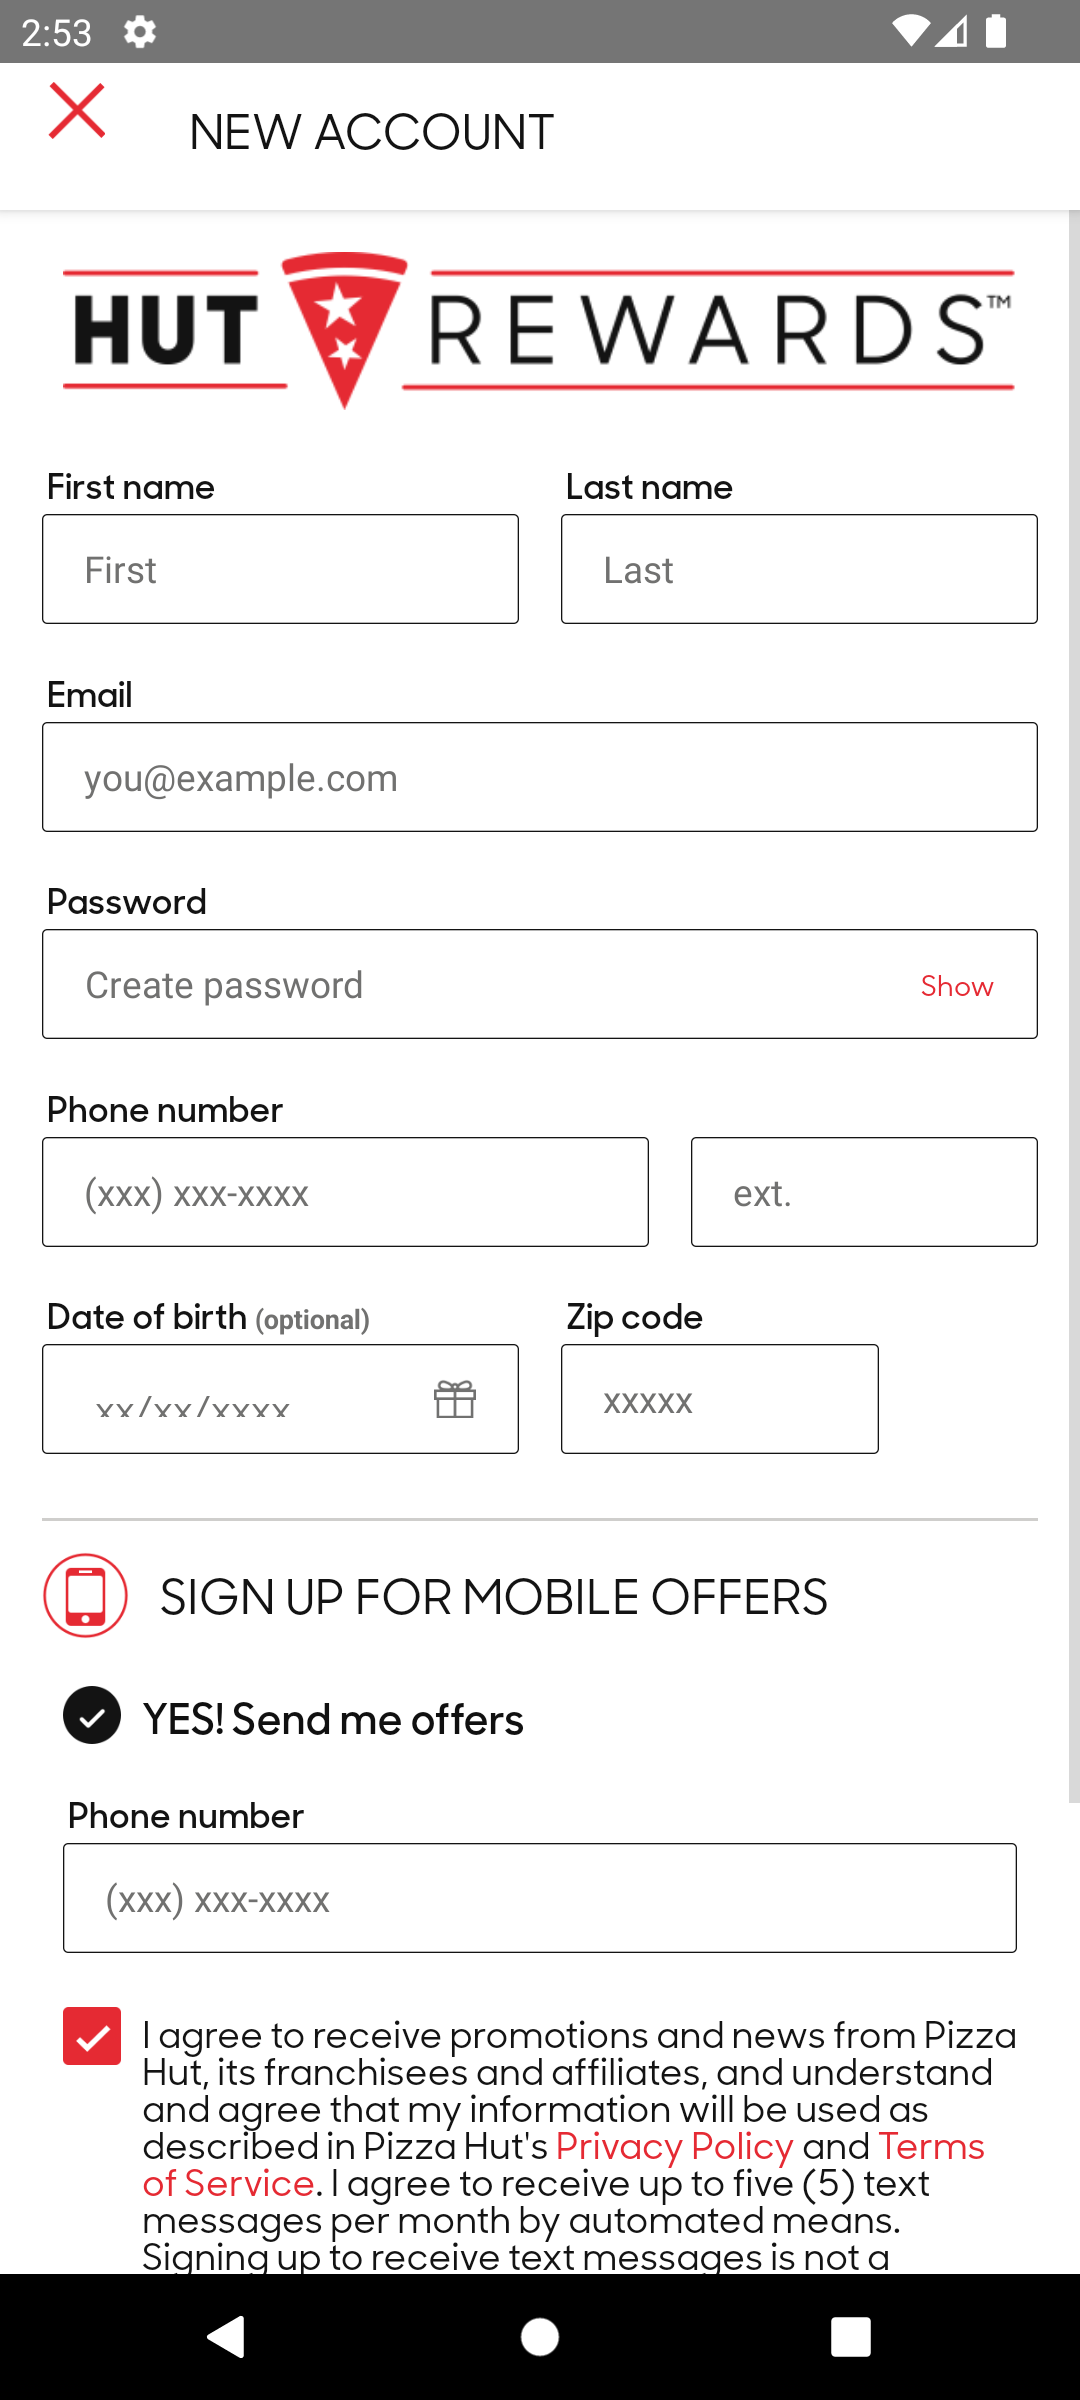 2:53
NEW ACCOUNT
HUT REWARDS™
First name Last name
First Last
Email
you@example.com
Password
Create password Show
Phone number
(xxx) xxx-xxxx ext.
Date of birth (optional) Zip code
xx/xx/xxxx xxxxx
SIGN UP FOR MOBILE OFFERS
YES! Send me offers
Phone number
(xxx) xxx-xxxx
I agree to receive promotions and news from Pizza
Hut, its franchisees and affiliates, and understand
and agree that my information will be used as
described in Pizza Hut's Privacy Policy and Terms
of Service. I agree to receive up to five (5) text
messages per month by automated means.
Signing up to receive text messages is not a